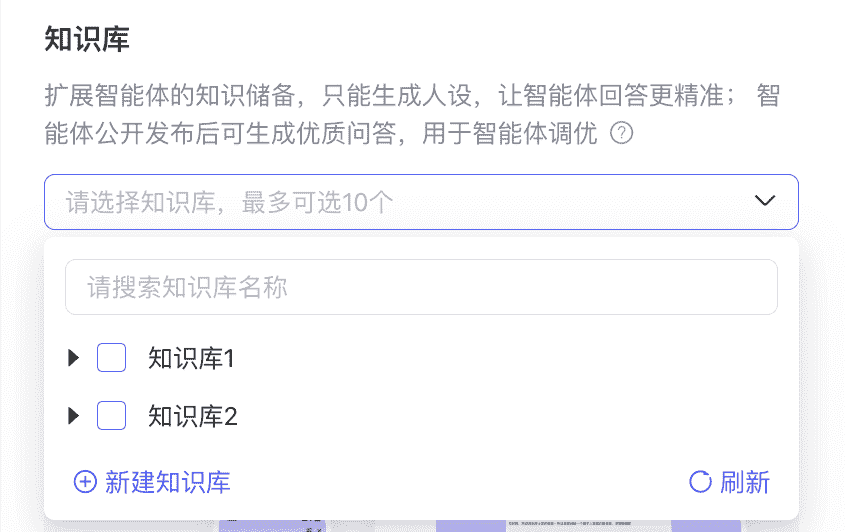 知识库
扩展智能体的知识储备，只能生成人设，让智能体回答更精准； 智
能体公开发布后可生成优质问答，用于智能体调优 ?
请选择知识库，最多可选10个
请搜索知识库名称
知识库1
知识库2
新建知识库
刷新